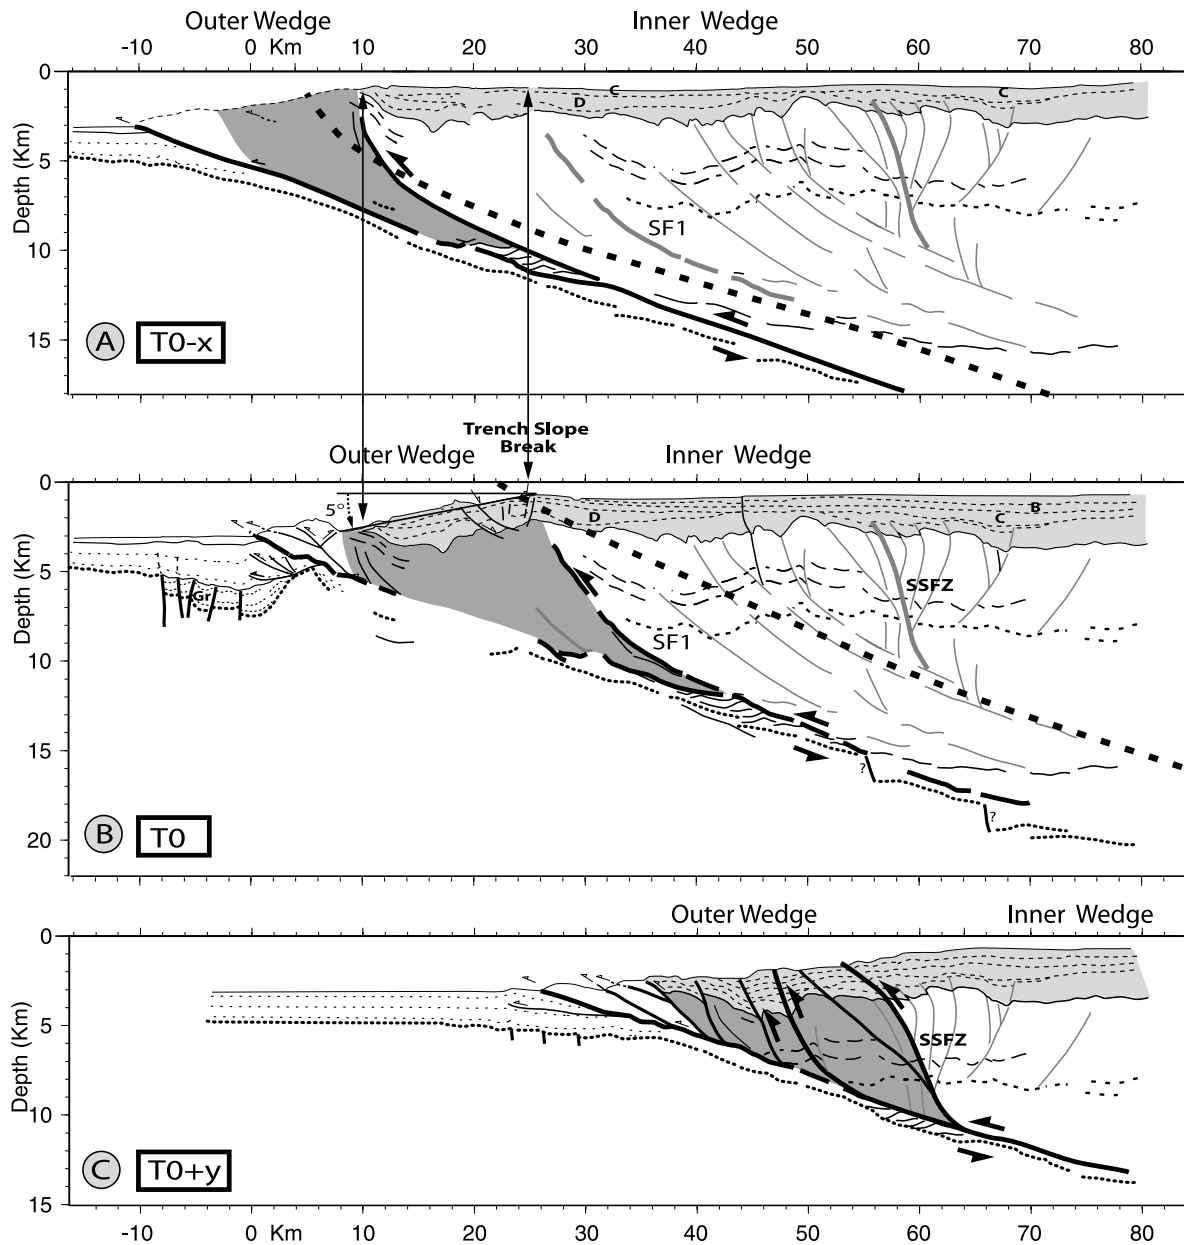 Outer Wedge Inner Wedge
-10 0 Km 10 20 30 40 50 60 70 80
0
5
10
15
Depth (Km)
C
D
C
SF1
A T0-x
Trench Slope
Break
Outer Wedge Inner Wedge
0
5
10
15
20
Depth (Km)
5°
D
B
C
Gr
SSFZ
SF1
?
?
B T0
Outer Wedge Inner Wedge
0
5
10
15
Depth (Km)
SSFZ
C T0+y
-10 0 Km 10 20 30 40 50 60 70 80